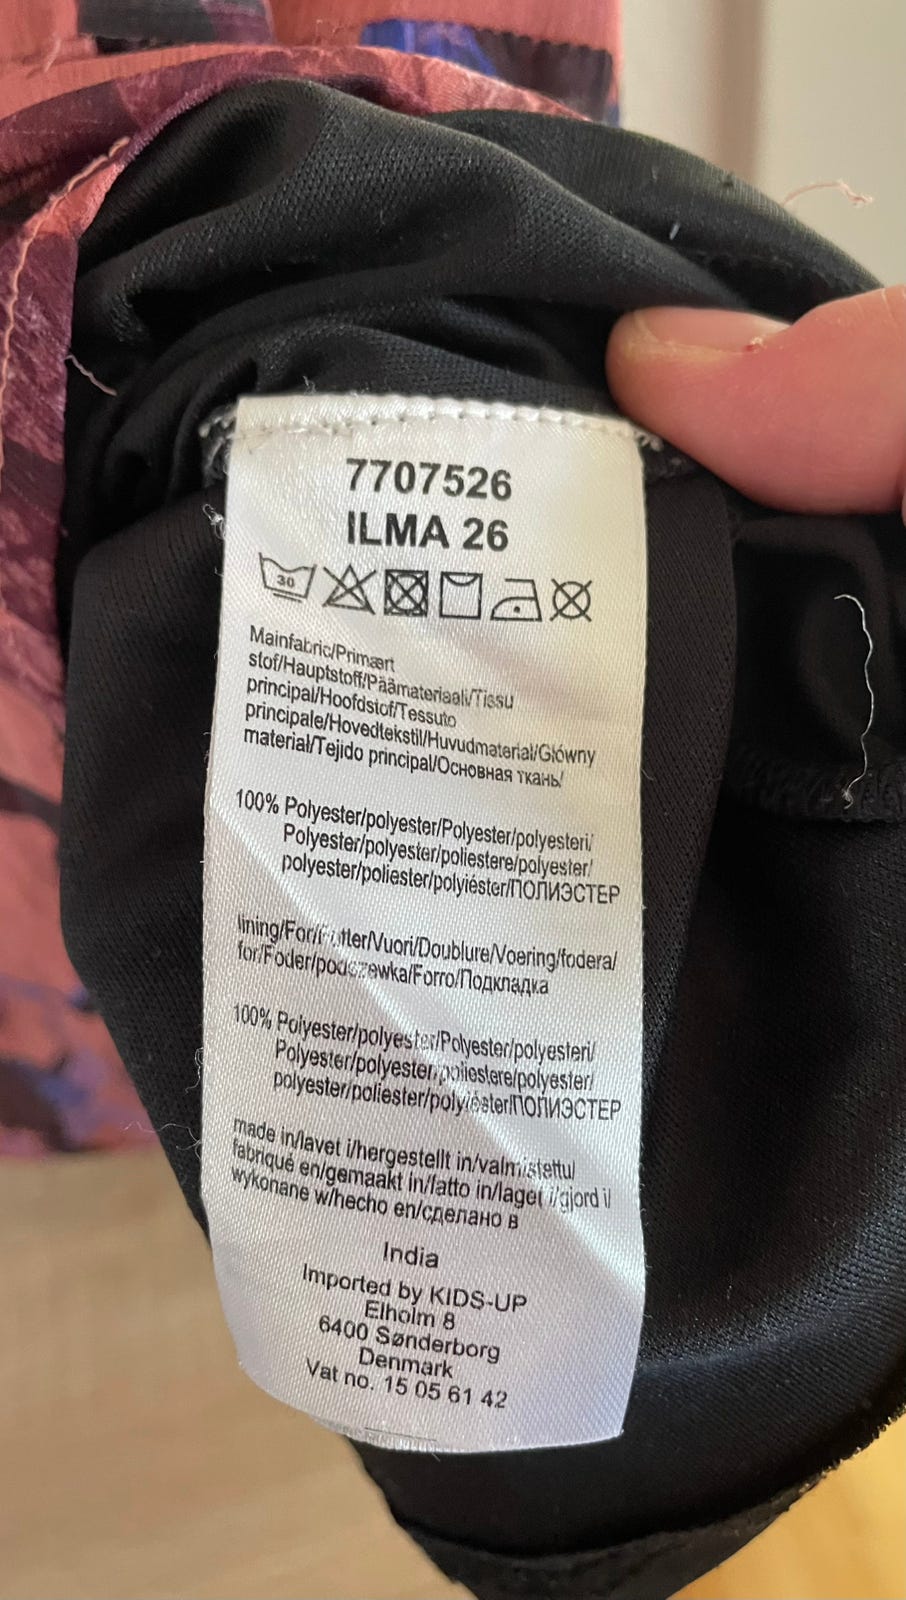 7707526
ILMA 26
30
Mainfabric/Primært
stof/Hauptstoff/Päämateriaali/Tissu
principal/Hoofdstof/Tessuto
principale/Hovedtekstil/Huvudmaterial/Główny
materiał/Tejido principal/Основная ткань/
100% Polyester/polyester/Polyester/polyesteri/
Polyester/polyester/poliestere/polyester/
polyester/poliester/polyiéster/ПОЛИЭСТЕР
lining/For/Futter/Vuori/Doublure/Voering/fodera/
for/Foder/podszewka/Forro/Подкладка
100% Polyester/polyester/Polyester/polyesteri/
Polyester/polyester/poliestere/polyester/
polyester/poliester/polyiéster/ПОЛИЭСТЕР
made in/lavet i/hergestellt in/valmistettu/
fabriqué en/gemaakt in/fatto in/laget i/gjord i/
wykonane w/hecho en/сделано в
India
Imported by KIDS-UP
Elholm 8
6400 Sønderborg
Denmark
Vat no. 15 05 61 42